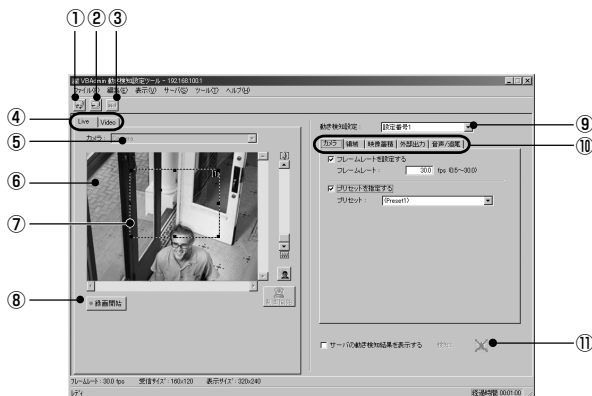 ① ② ③
VBAdmin 動き検知設定ツール - 192.168.100.1
ファイル(F) 編集(E) 表示(V) サーバ(S) ツール(T) ヘルプ(H)
④
Live Video
⑤
カメラ:
⑥
⑦
⑧
録画開始
動き検知設定: 設定番号1
⑨
カメラ 領域 映像蓄積 外部出力 音声/追尾
⑩
フレームレートを設定する
フレームレート: 30.0 fps (0.5~30.0)
プリセットを指定する
プリセット: (Preset1)
サーバの動き検知結果を表示する
⑪
フレームレート: 30.0 fps 受信サイズ: 160x120 表示サイズ: 320x240
レディ
経過時間 00:01:00